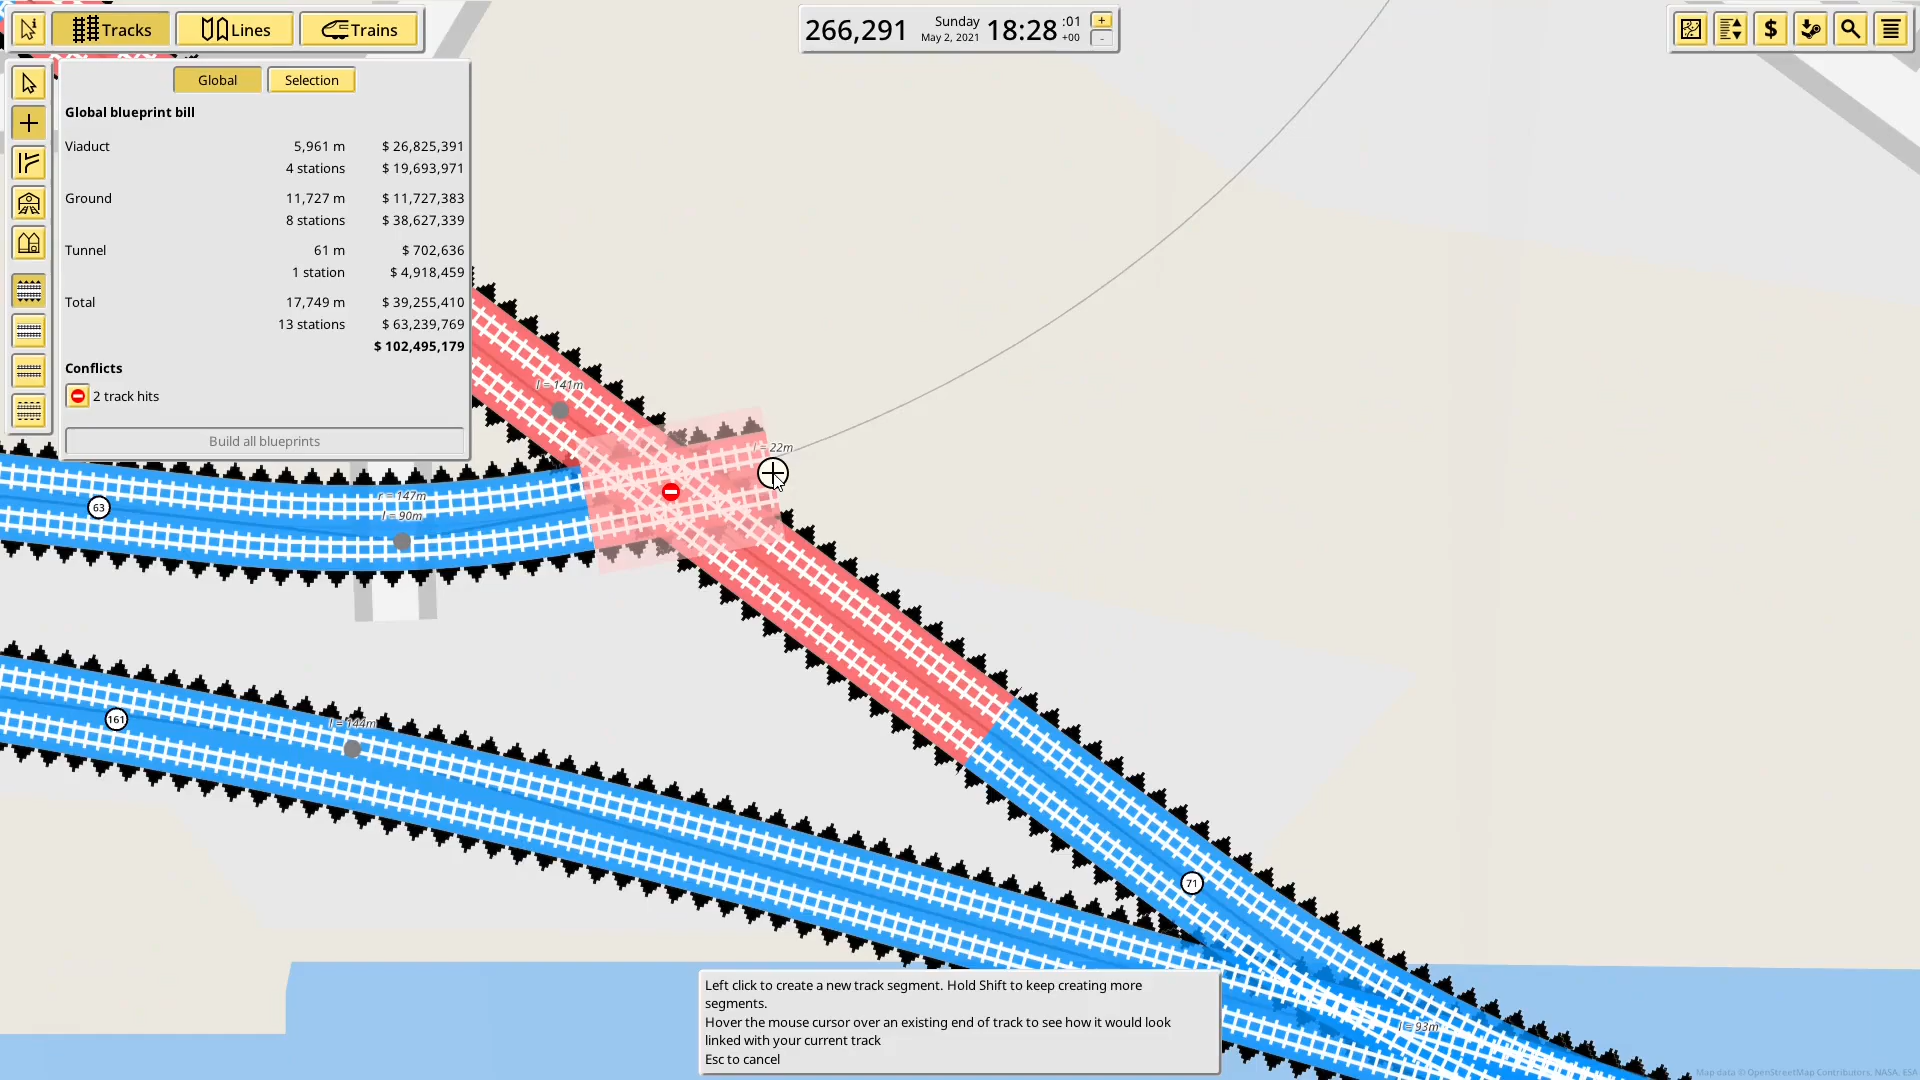 Tracks
Lines
Trains
266,291
Sunday
May 2, 2021
18:28
:01
+00
+
-
$
Global
Selection
Global blueprint bill
Viaduct 5,961 m $ 26,825,391
4 stations $ 19,693,971
Ground 11,727 m $ 11,727,383
8 stations $ 38,627,339
Tunnel 61 m $ 702,636
1 station $ 4,918,459
Total 17,749 m $ 39,255,410
13 stations $ 63,239,769
$ 102,495,179
Conflicts
2 track hits
Build all blueprints
l = 141m
l = 22m
r = 147m
l = 90m
63
161
l = 144m
71
l = 93m
Left click to create a new track segment. Hold Shift to keep creating more
segments.
Hover the mouse cursor over an existing end of track to see how it would look
linked with your current track
Esc to cancel
Map data © OpenStreetMap Contributors, NASA, ESA